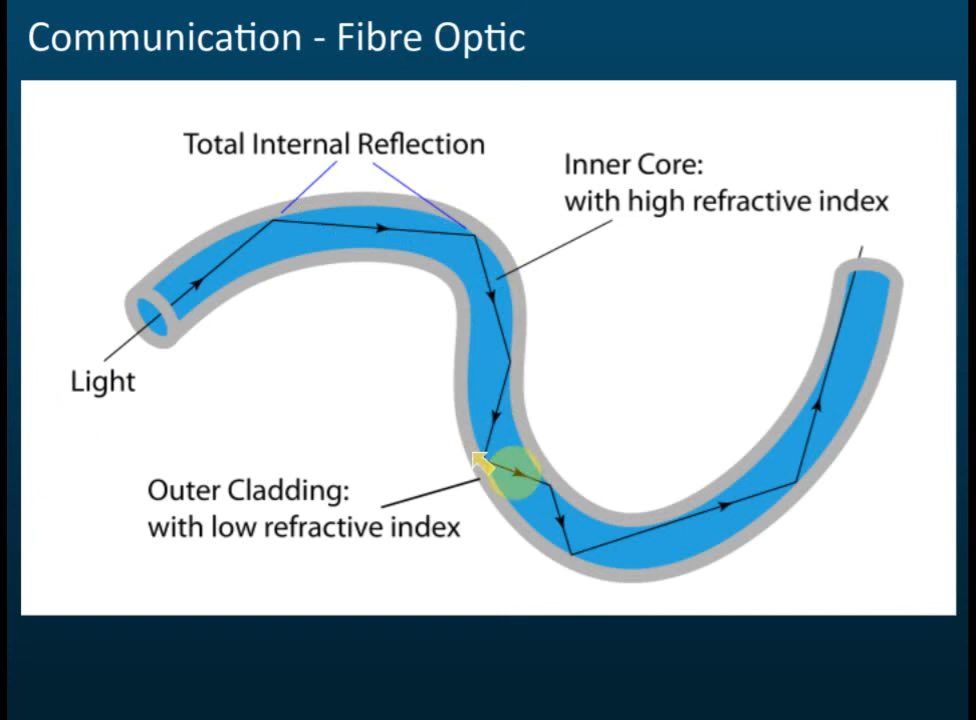 Communication - Fibre Optic
Total Internal Reflection
Inner Core:
with high refractive index
Light
Outer Cladding:
with low refractive index